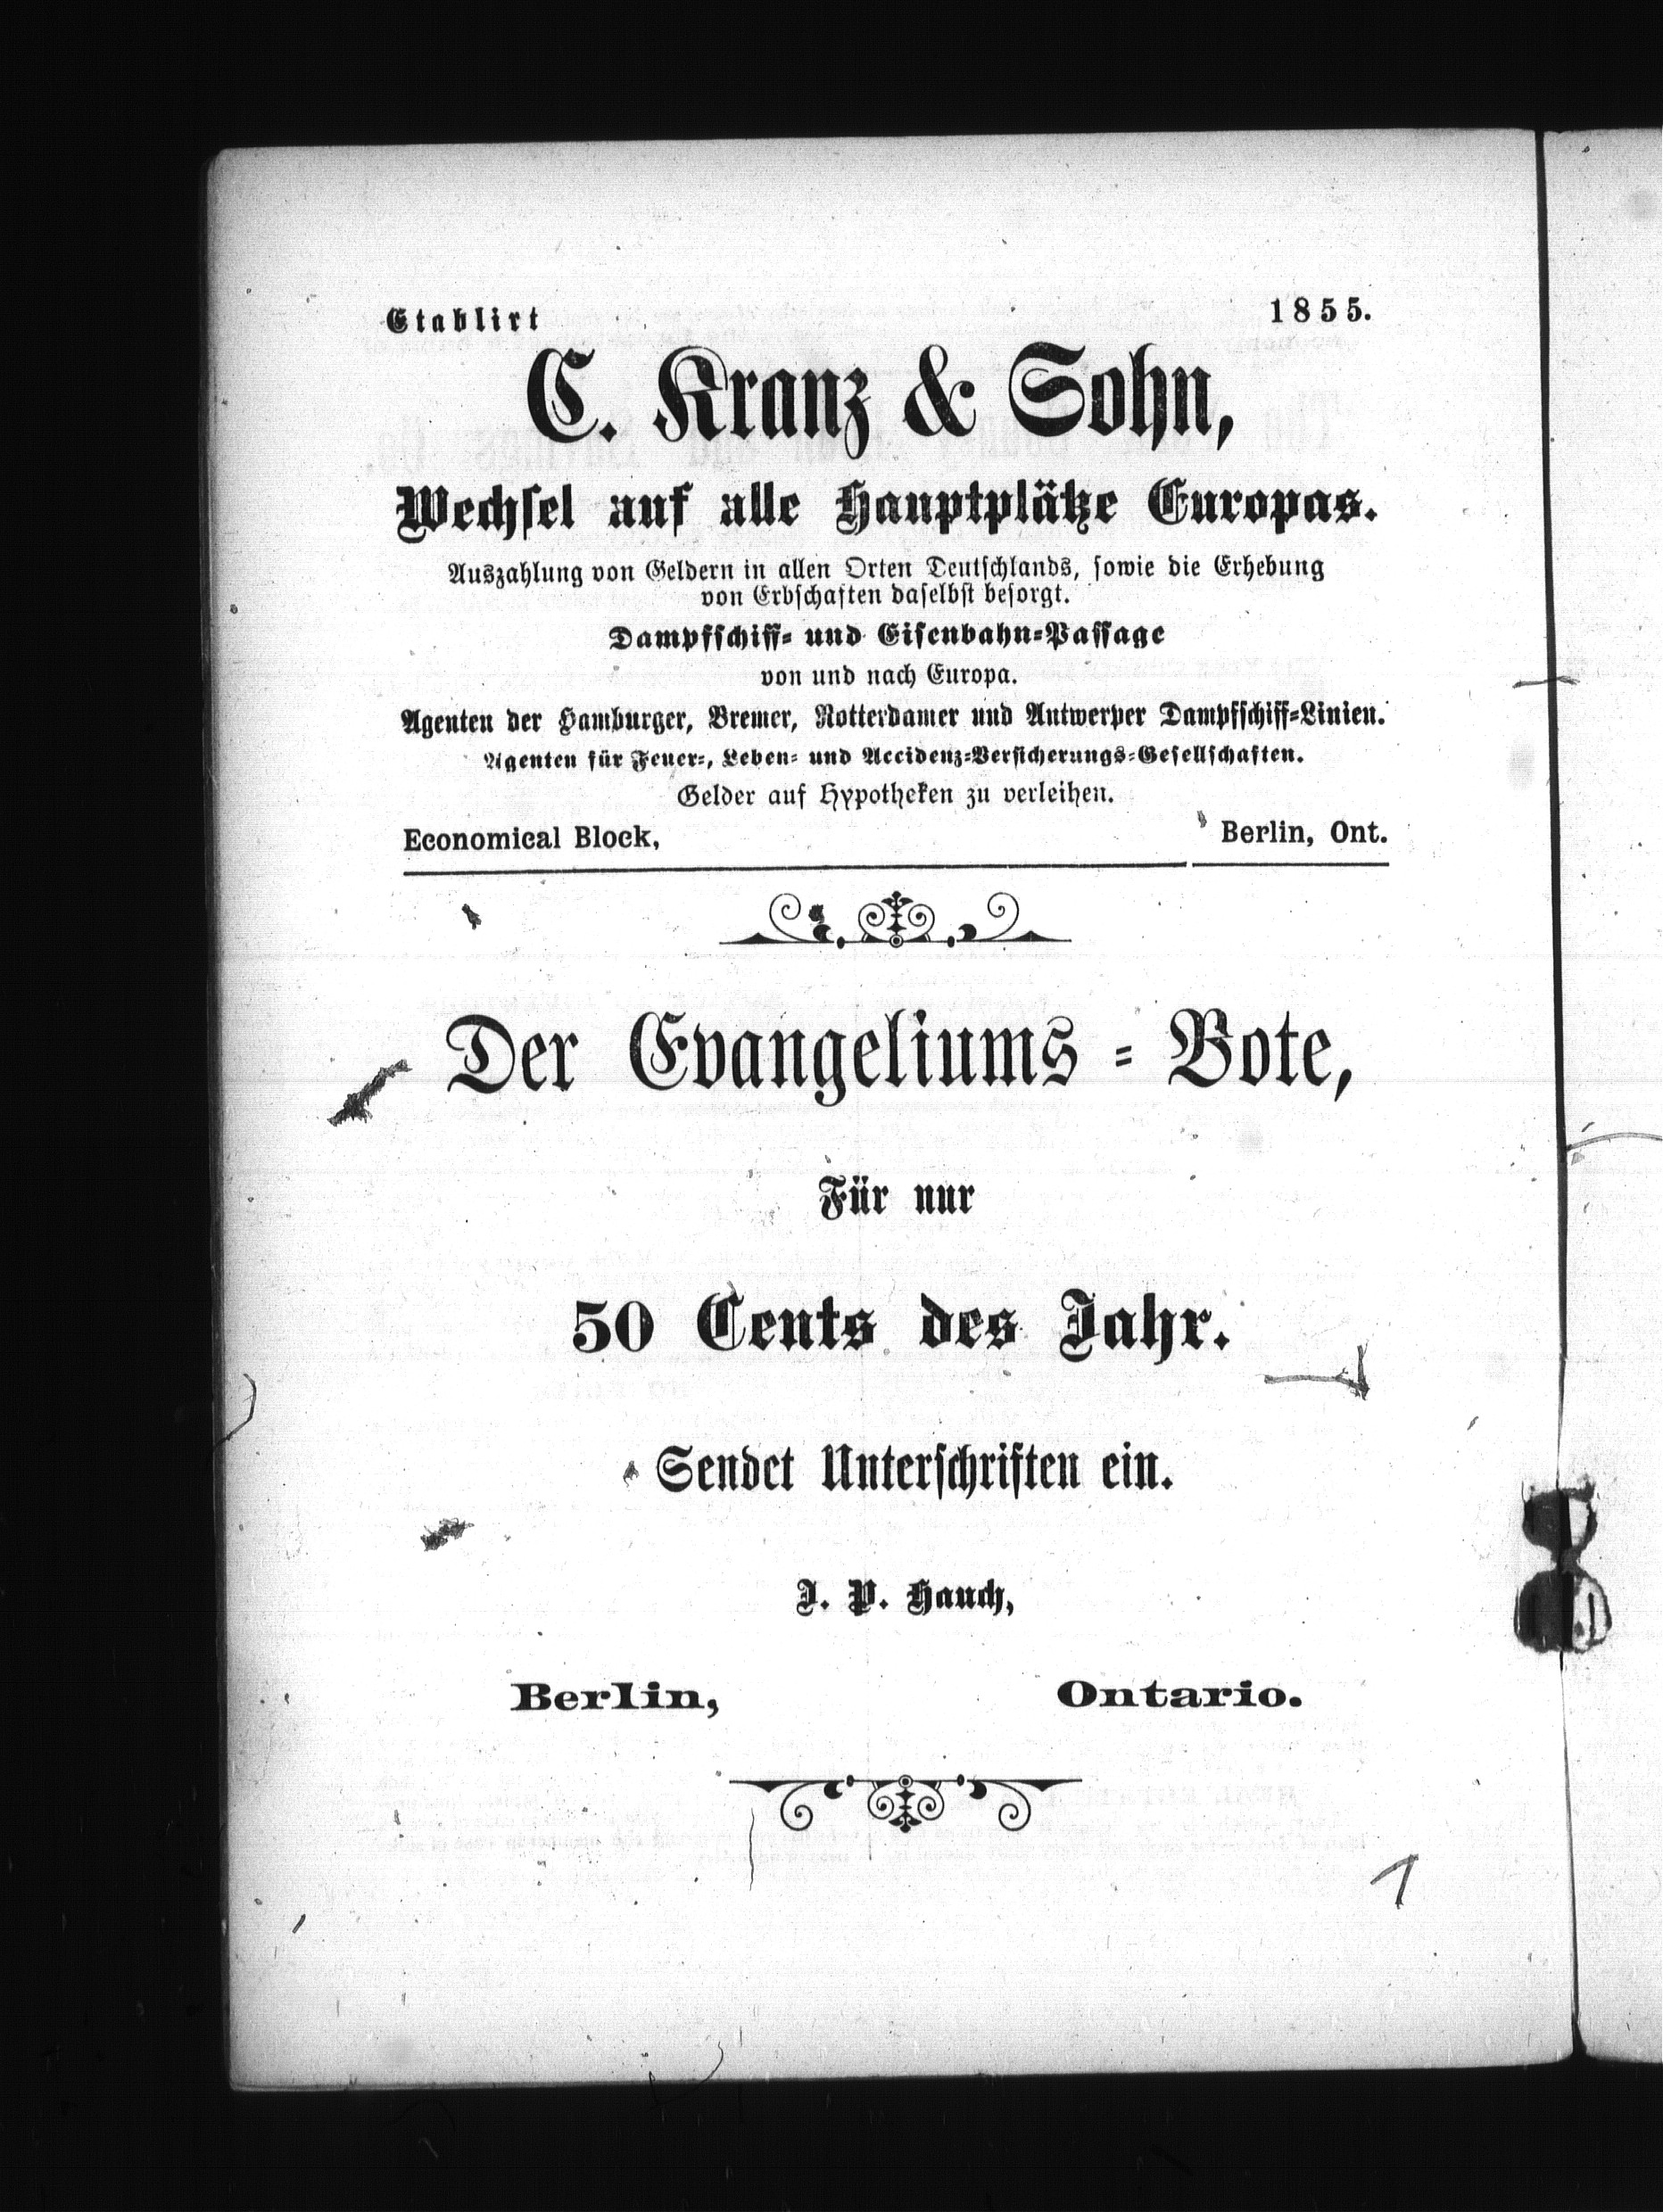 Etablirt 1855.
C. Kranz & Sohn,
Wechsel auf alle Hauptplätze Europas.
Auszahlung von Geldern in allen Orten Deutschlands, sowie die Erhebung
von Erbschaften daselbst besorgt.
Dampfschiff- und Eisenbahn-Passage
von und nach Europa.
Agenten der Hamburger, Bremer, Rotterdamer und Antwerper Dampfschiff-Linien.
Agenten für Feuer-, Leben- und Accidenz-Versicherungs-Gesellschaften.
Gelder auf Hypotheken zu verleihen.
Economical Block, Berlin, Ont.
Der Evangeliums-Bote,
Für nur
50 Cents des Jahr.
Sendet Unterschriften ein.
J. P. Hauch,
Berlin, Ontario.